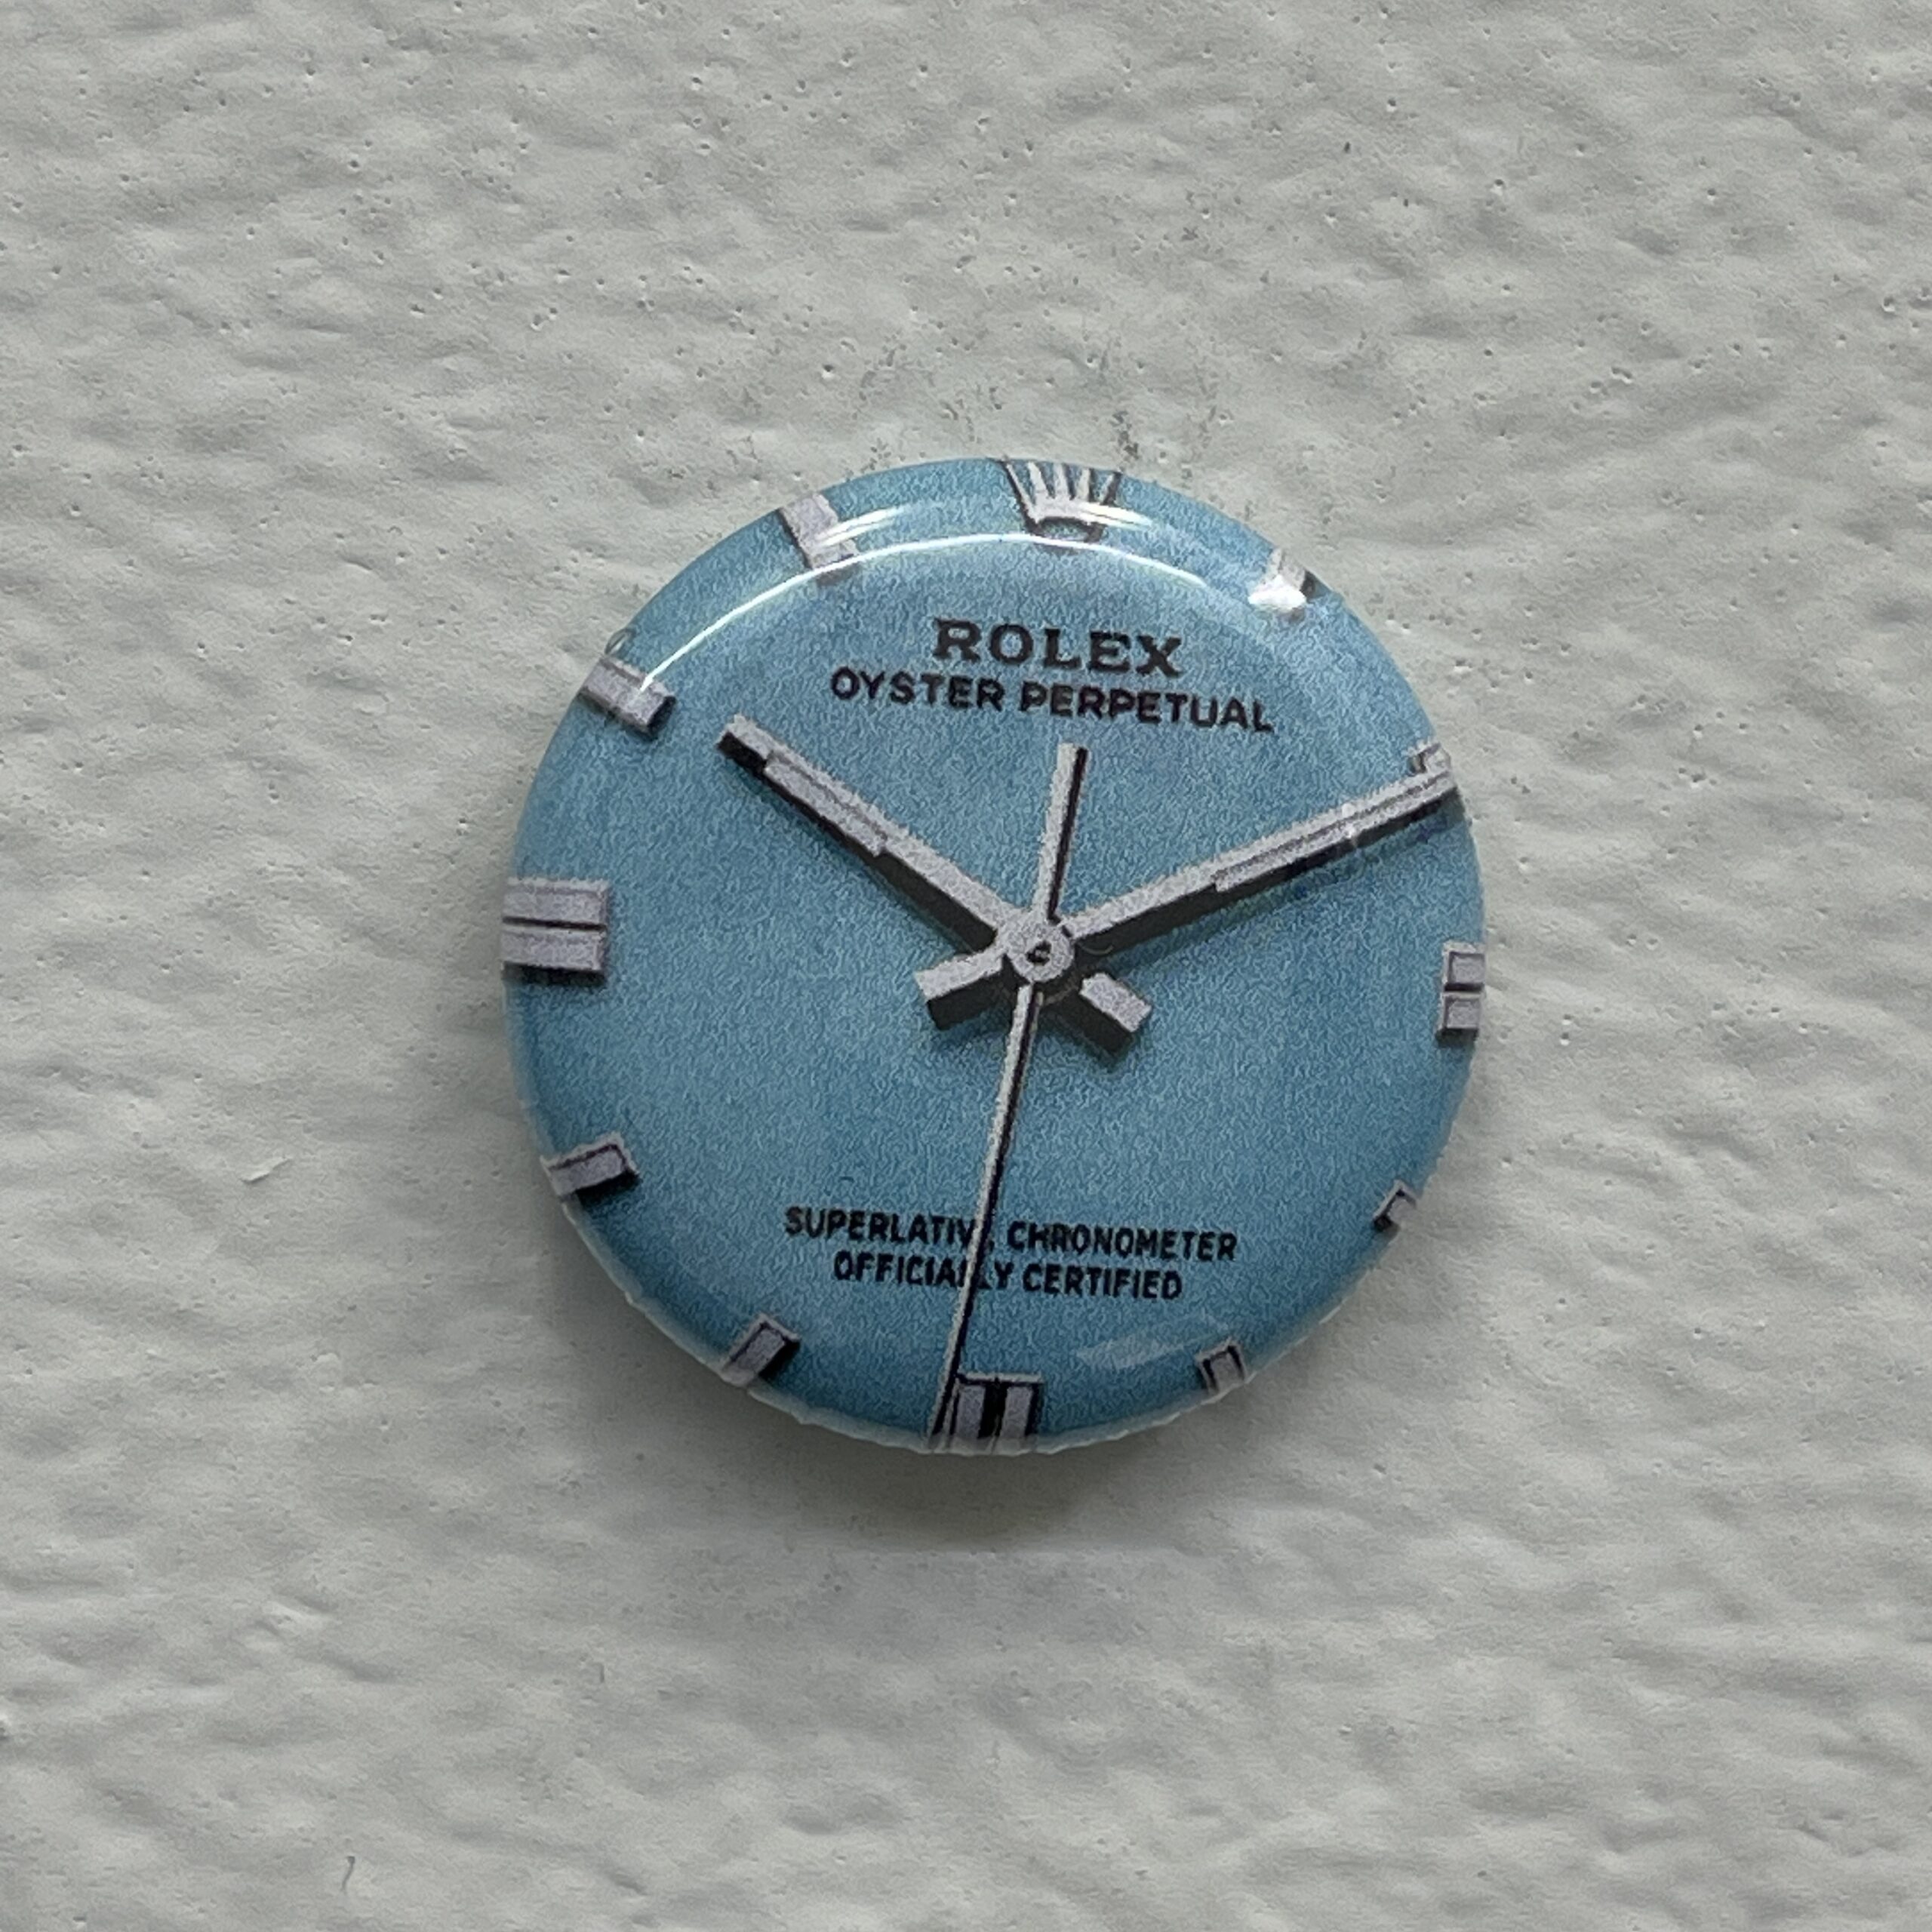 ROLEX
OYSTER PERPETUAL
SUPERLATIVE CHRONOMETER
OFFICIALLY CERTIFIED